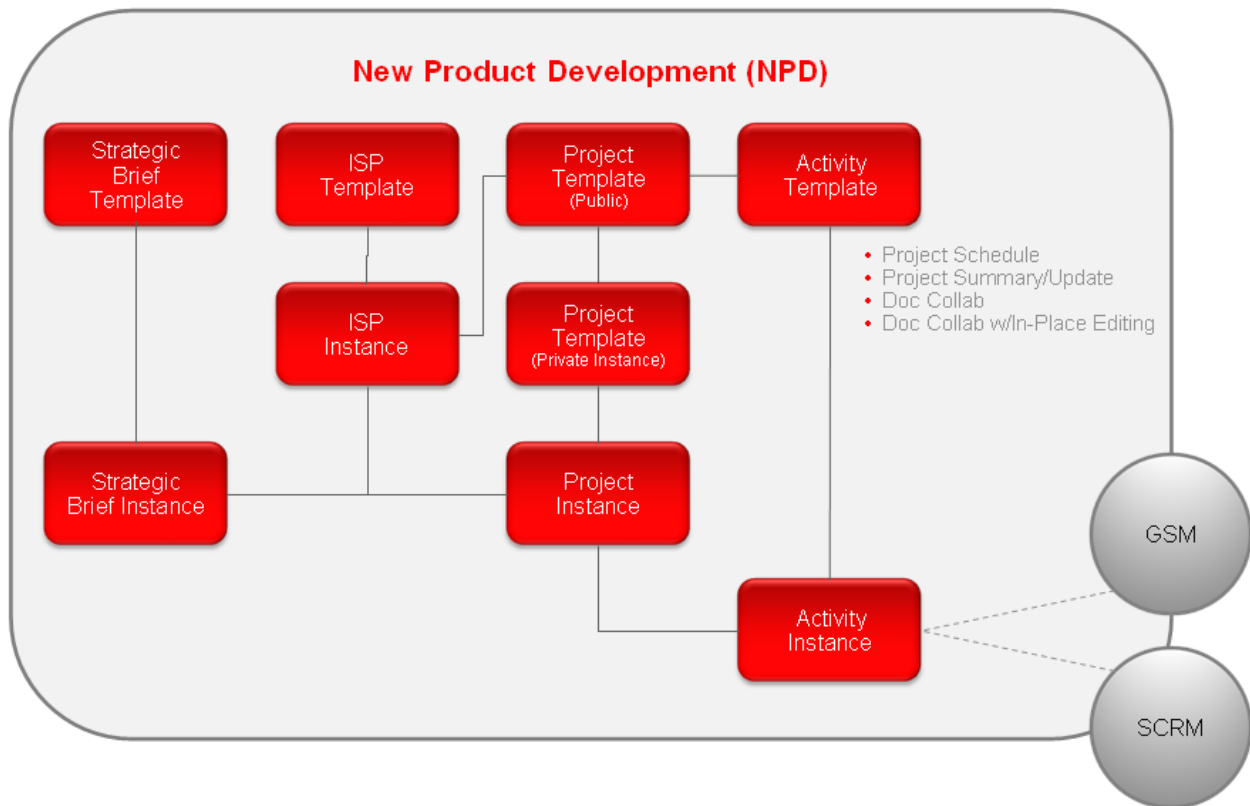 New Product Development (NPD)
Strategic
Brief
Template
ISP
Template
Project
Template
(Public)
Activity
Template
• Project Schedule
• Project Summary/Update
• Doc Collab
• Doc Collab w/In-Place Editing
ISP
Instance
Project
Template
(Private Instance)
Strategic
Brief Instance
Project
Instance
GSM
Activity
Instance
SCRM